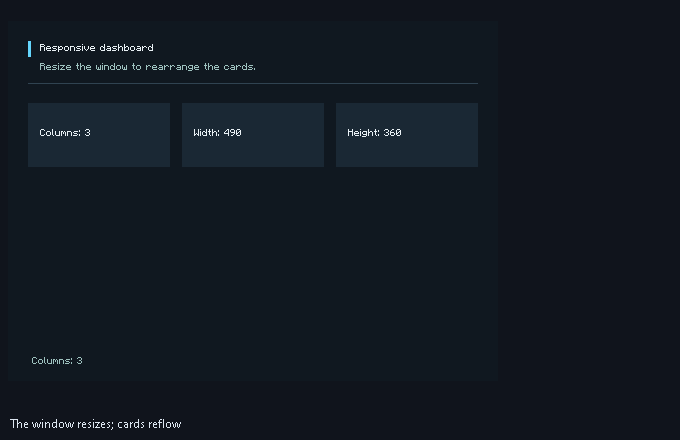 Responsive dashboard
Resize the window to rearrange the cards.
Columns: 3
Width: 490
Height: 360
Columns: 3
The window resizes; cards reflow